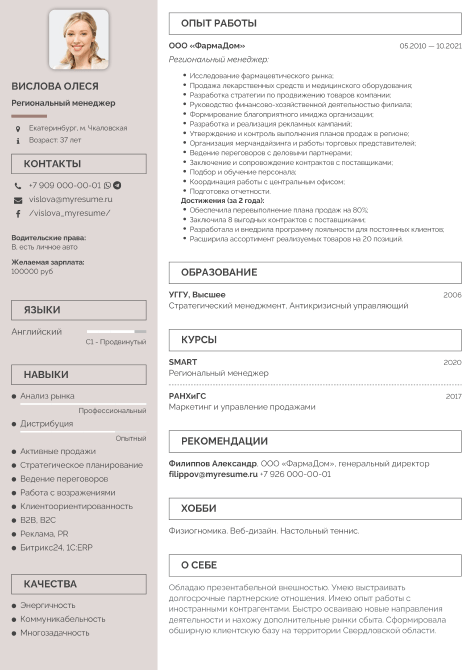 ВИСЛОВА ОЛЕСЯ
Региональный менеджер
Екатеринбург, м. Чкаловская
Возраст: 37 лет
КОНТАКТЫ
+7 909 000-00-01
vislova@myresume.ru
/vislova_myresume/
Водительские права:
B, есть личное авто
Желаемая зарплата:
100000 руб
ЯЗЫКИ
Английский
C1 - Продвинутый
НАВЫКИ
Анализ рынка
Профессиональный
Дистрибуция
Опытный
Активные продажи
Стратегическое планирование
Ведение переговоров
Работа с возражениями
Клиентоориентированность
B2B, B2C
Реклама, PR
Битрикс24, 1С:ERP
КАЧЕСТВА
Энергичность
Коммуникабельность
Многозадачность
ОПЫТ РАБОТЫ
ООО «ФармаДом» 05.2010 — 10.2021
Региональный менеджер:
Исследование фармацевтического рынка;
Продажа лекарственных средств и медицинского оборудования;
Разработка стратегии по продвижению товаров компании;
Руководство финансово-хозяйственной деятельностью филиала;
Формирование благоприятного имиджа организации;
Разработка и реализация рекламных кампаний;
Утверждение и контроль выполнения планов продаж в регионе;
Организация мерчандайзинга и работы торговых представителей;
Ведение переговоров с деловыми партнерами;
Заключение и сопровождение контрактов с поставщиками;
Подбор и обучение персонала;
Координация работы с центральным офисом;
Подготовка отчетности.
Достижения (за 2 года):
Обеспечила перевыполнение плана продаж на 80%;
Заключила 8 выгодных контрактов с поставщиками;
Разработала и внедрила программу лояльности для постоянных клиентов;
Расширила ассортимент реализуемых товаров на 20 позиций.
ОБРАЗОВАНИЕ
УГГУ, Высшее 2006
Стратегический менеджмент, Антикризисный управляющий
КУРСЫ
SMART 2020
Региональный менеджер
РАНХиГС 2017
Маркетинг и управление продажами
РЕКОМЕНДАЦИИ
Филиппов Александр, ООО «ФармаДом», генеральный директор
filippov@myresume.ru +7 926 000-00-01
ХОББИ
Физиогномика. Веб-дизайн. Настольный теннис.
О СЕБЕ
Обладаю презентабельной внешностью. Умею выстраивать
долгосрочные партнерские отношения. Имею опыт работы с
иностранными контрагентами. Быстро осваиваю новые направления
деятельности и нахожу дополнительные рынки сбыта. Сформировала
обширную клиентскую базу на территории Свердловской области.